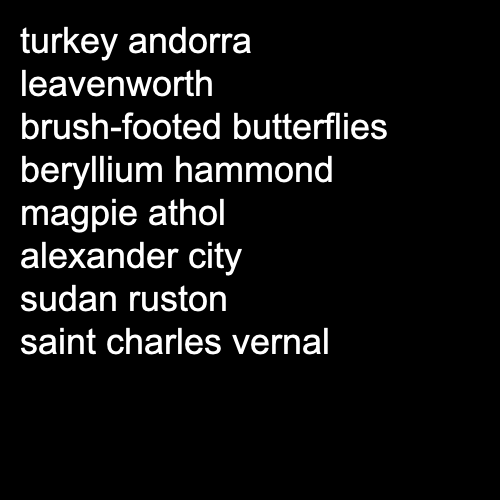 turkey andorra
leavenworth
brush-footed butterflies
beryllium hammond
magpie athol
alexander city
sudan ruston
saint charles vernal